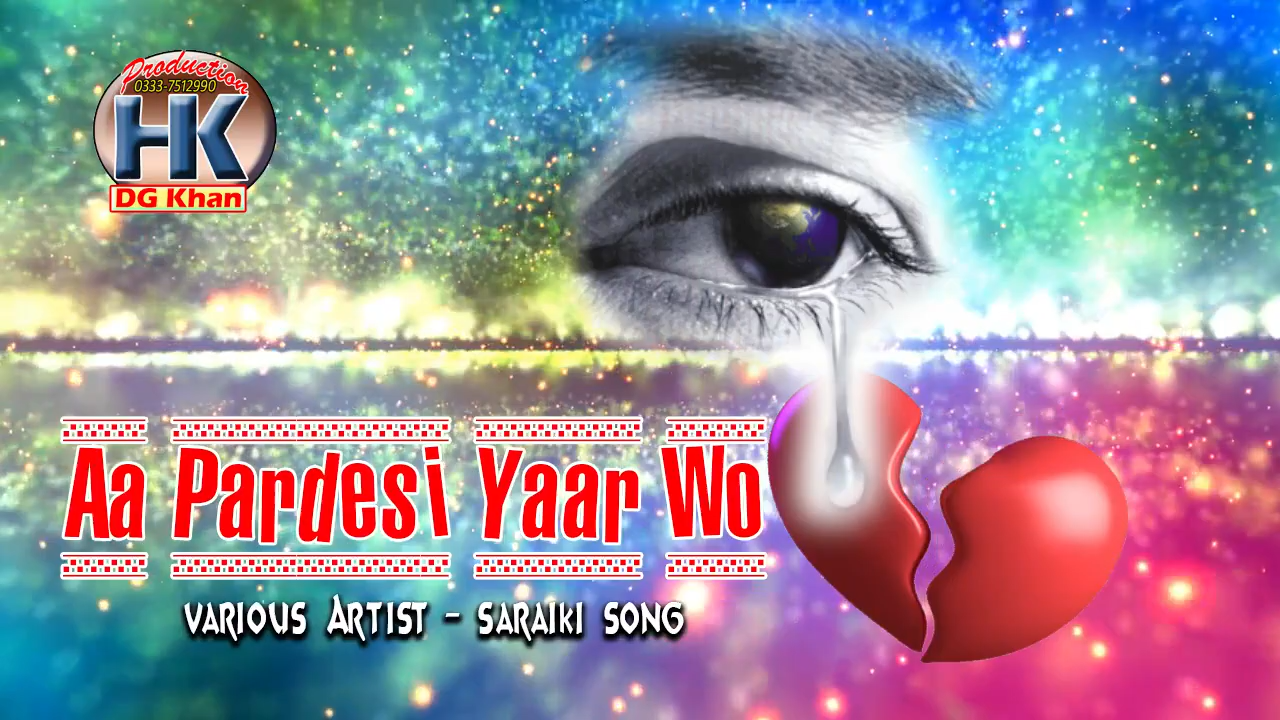 Production
0333-7512990
HK
DG Khan
Aa Pardesi Yaar Wo
VARIOUS ARTIST - SARAIKI SONG